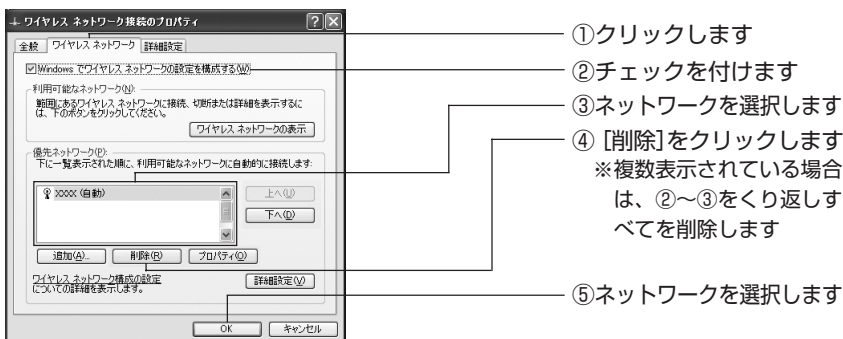 ワイヤレス ネットワーク接続のプロパティ
全般 ワイヤレス ネットワーク 詳細設定
Windows でワイヤレス ネットワークの設定を構成する(W)
利用可能なネットワーク(N):
範囲にあるワイヤレス ネットワークに接続、切断または詳細を表示するに
は、下のボタンをクリックしてください。
ワイヤレス ネットワークの表示
優先ネットワーク(P):
下に一覧表示された順に、利用可能なネットワークに自動的に接続します:
XXXX (自動)
上へ(U)
下へ(D)
追加(A)... 削除(R) プロパティ(O)
ワイヤレス ネットワーク構成の設定
についての詳細を表示します。
詳細設定(V)
OK キャンセル
①クリックします
②チェックを付けます
③ネットワークを選択します
④［削除]をクリックします
※複数表示されている場合
は、②～③をくり返しす
べてを削除します
⑤ネットワークを選択します